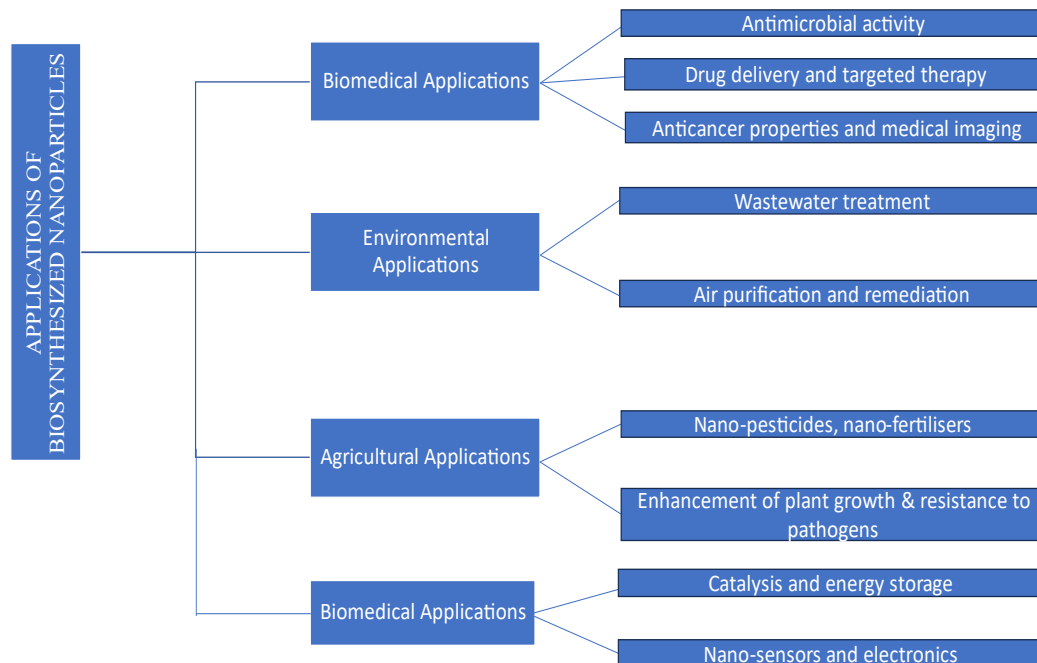 APPLICATIONS OF
BIOSYNTHESIZED NANOPARTICLES
Biomedical Applications
Antimicrobial activity
Drug delivery and targeted therapy
Anticancer properties and medical imaging
Environmental
Applications
Wastewater treatment
Air purification and remediation
Agricultural Applications
Nano-pesticides, nano-fertilisers
Enhancement of plant growth & resistance to
pathogens
Biomedical Applications
Catalysis and energy storage
Nano-sensors and electronics